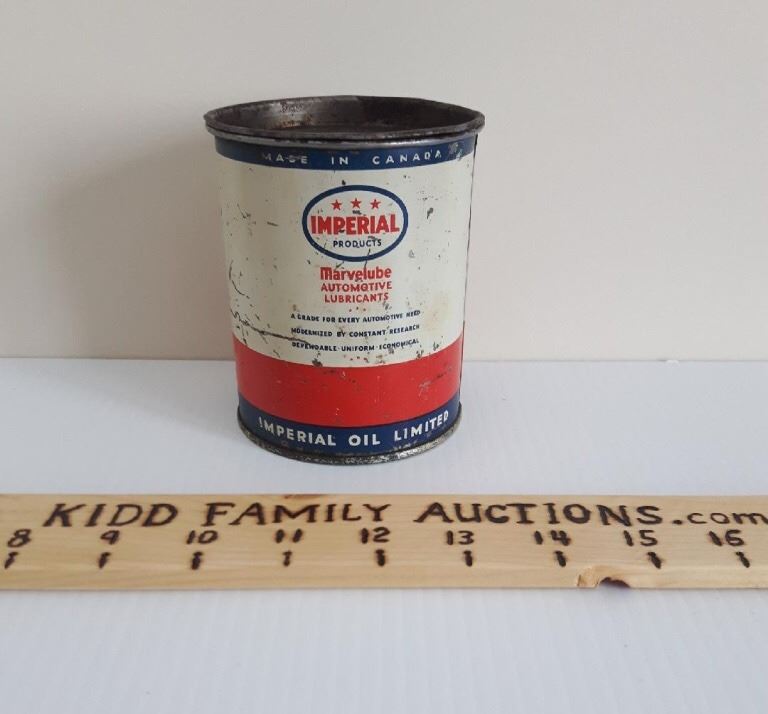 MADE IN CANADA
IMPERIAL
PRODUCTS
Marvelube
AUTOMOTIVE
LUBRICANTS
A GRADE FOR EVERY AUTOMOTIVE NEED
MODERNIZED BY CONSTANT RESEARCH
DEPENDABLE · UNIFORM · ECONOMICAL
IMPERIAL OIL LIMITED
KIDD FAMILY AUCTIONS.com
8 9 10 11 12 13 14 15 16